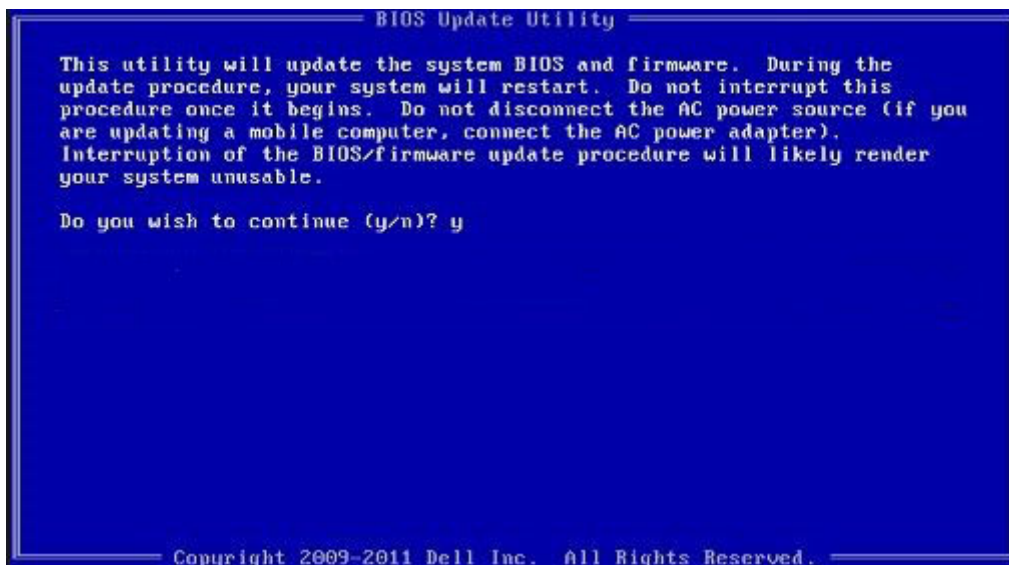 BIOS Update Utility
This utility will update the system BIOS and firmware. During the
update procedure, your system will restart. Do not interrupt this
procedure once it begins. Do not disconnect the AC power source (if you
are updating a mobile computer, connect the AC power adapter).
Interruption of the BIOS/firmware update procedure will likely render
your system unusable.
Do you wish to continue (y/n)? y
Copyright 2009-2011 Dell Inc. All Rights Reserved.